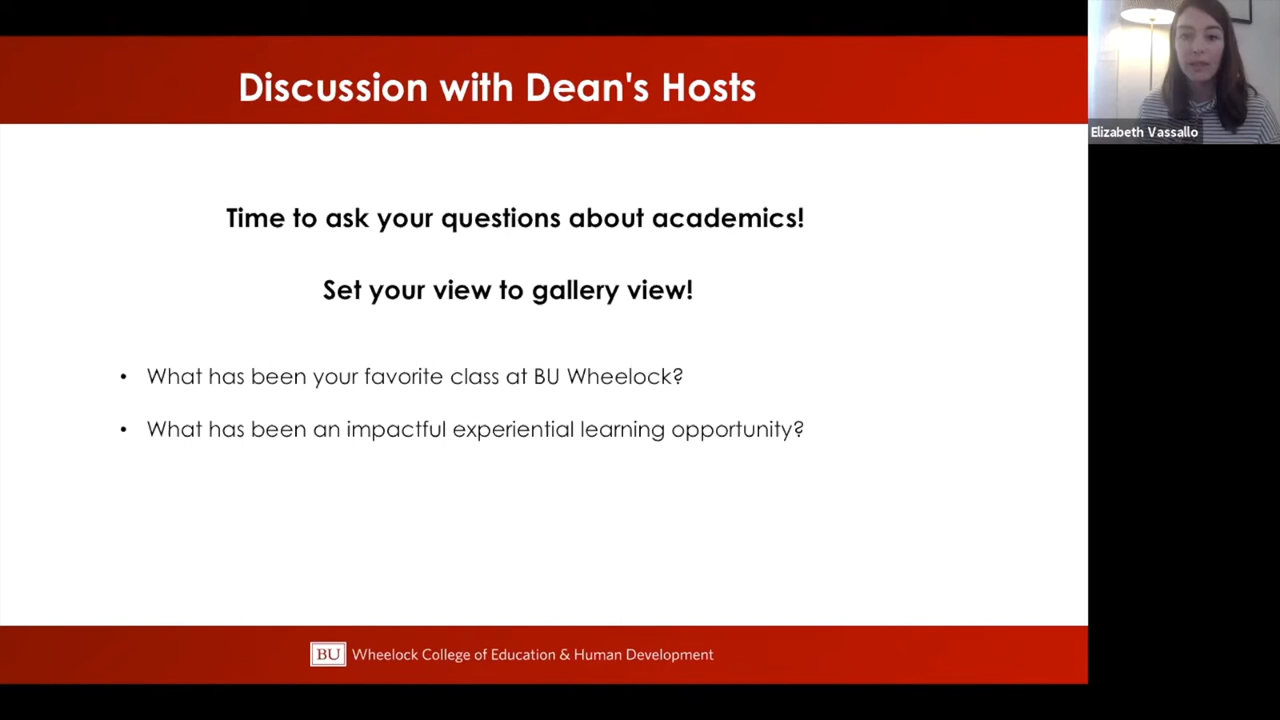 Discussion with Dean's Hosts
Elizabeth Vassallo
Time to ask your questions about academics!
Set your view to gallery view!
• What has been your favorite class at BU Wheelock?
• What has been an impactful experiential learning opportunity?
BU Wheelock College of Education & Human Development